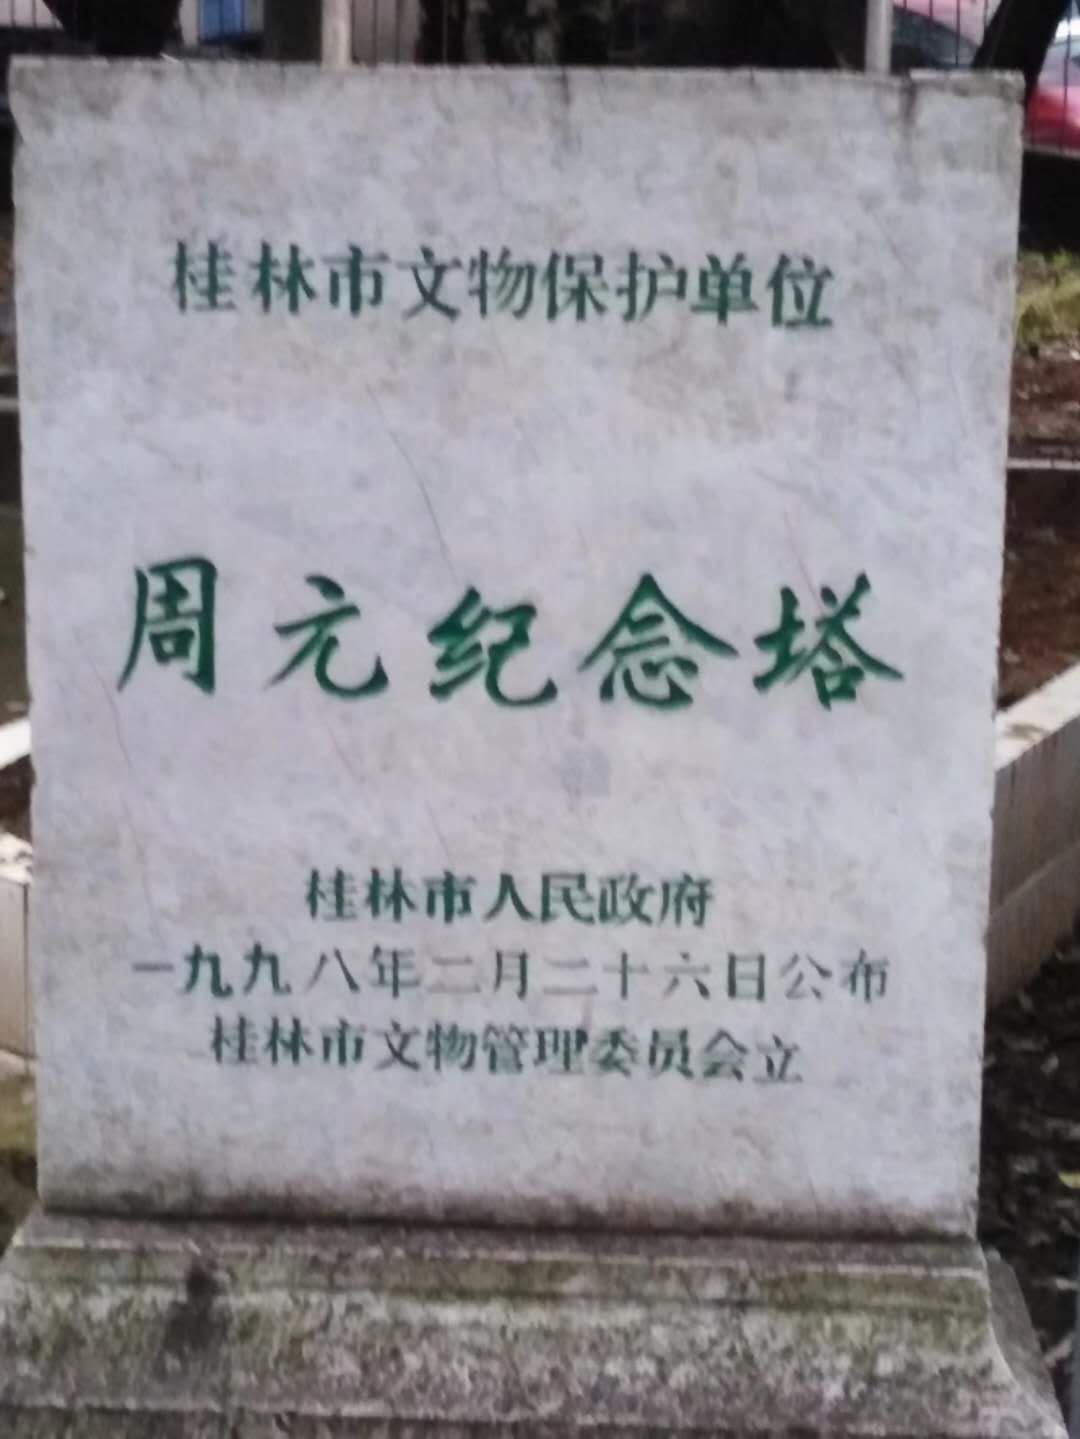 桂林市文物保护单位
周元纪念塔
桂林市人民政府
一九九八年二月二十六日公布
桂林市文物管理委员会立